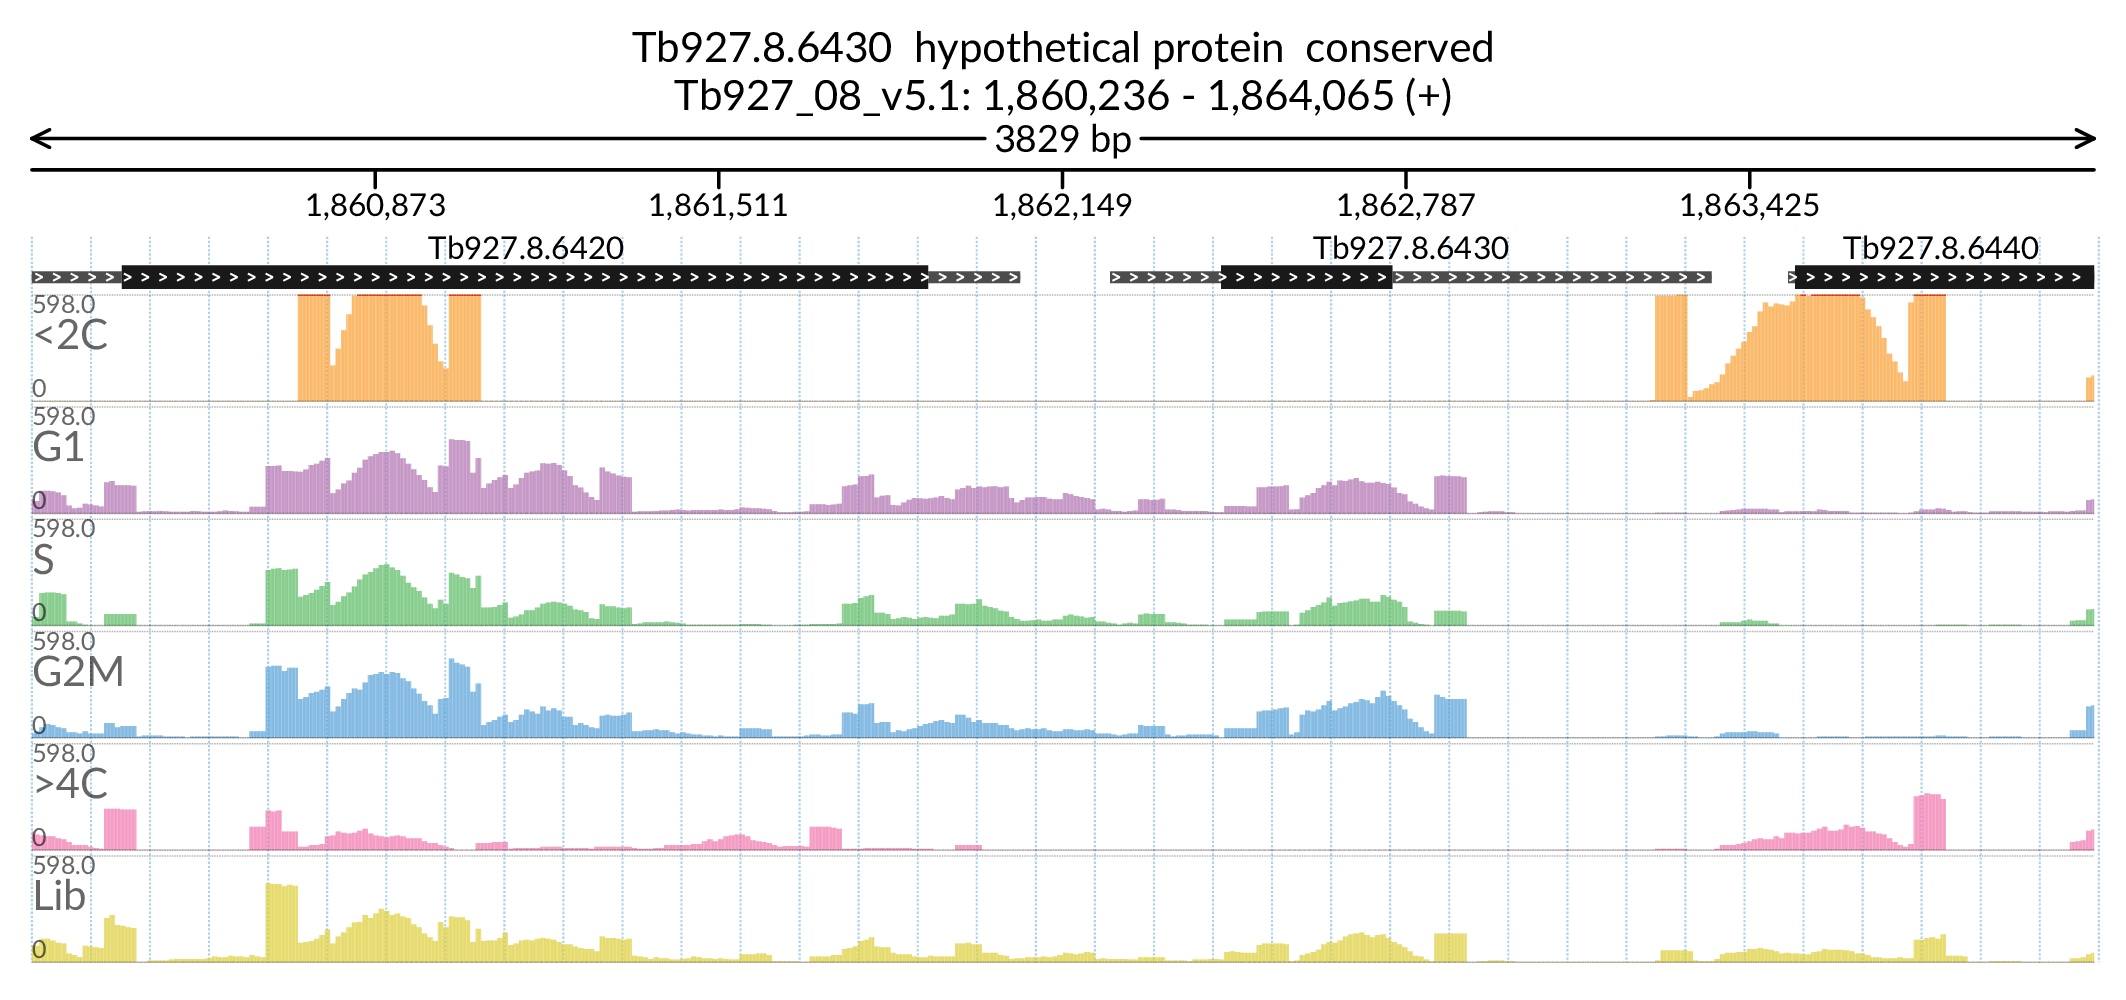 Tb927.8.6430  hypothetical protein  conserved
Tb927_08_v5.1: 1,860,236 - 1,864,065 (+)
3829 bp
1,860,873 1,861,511 1,862,149 1,862,787 1,863,425
Tb927.8.6420 Tb927.8.6430 Tb927.8.6440
598.0
<2C
0
598.0
G1
0
598.0
S
0
598.0
G2M
0
598.0
>4C
0
598.0
Lib
0